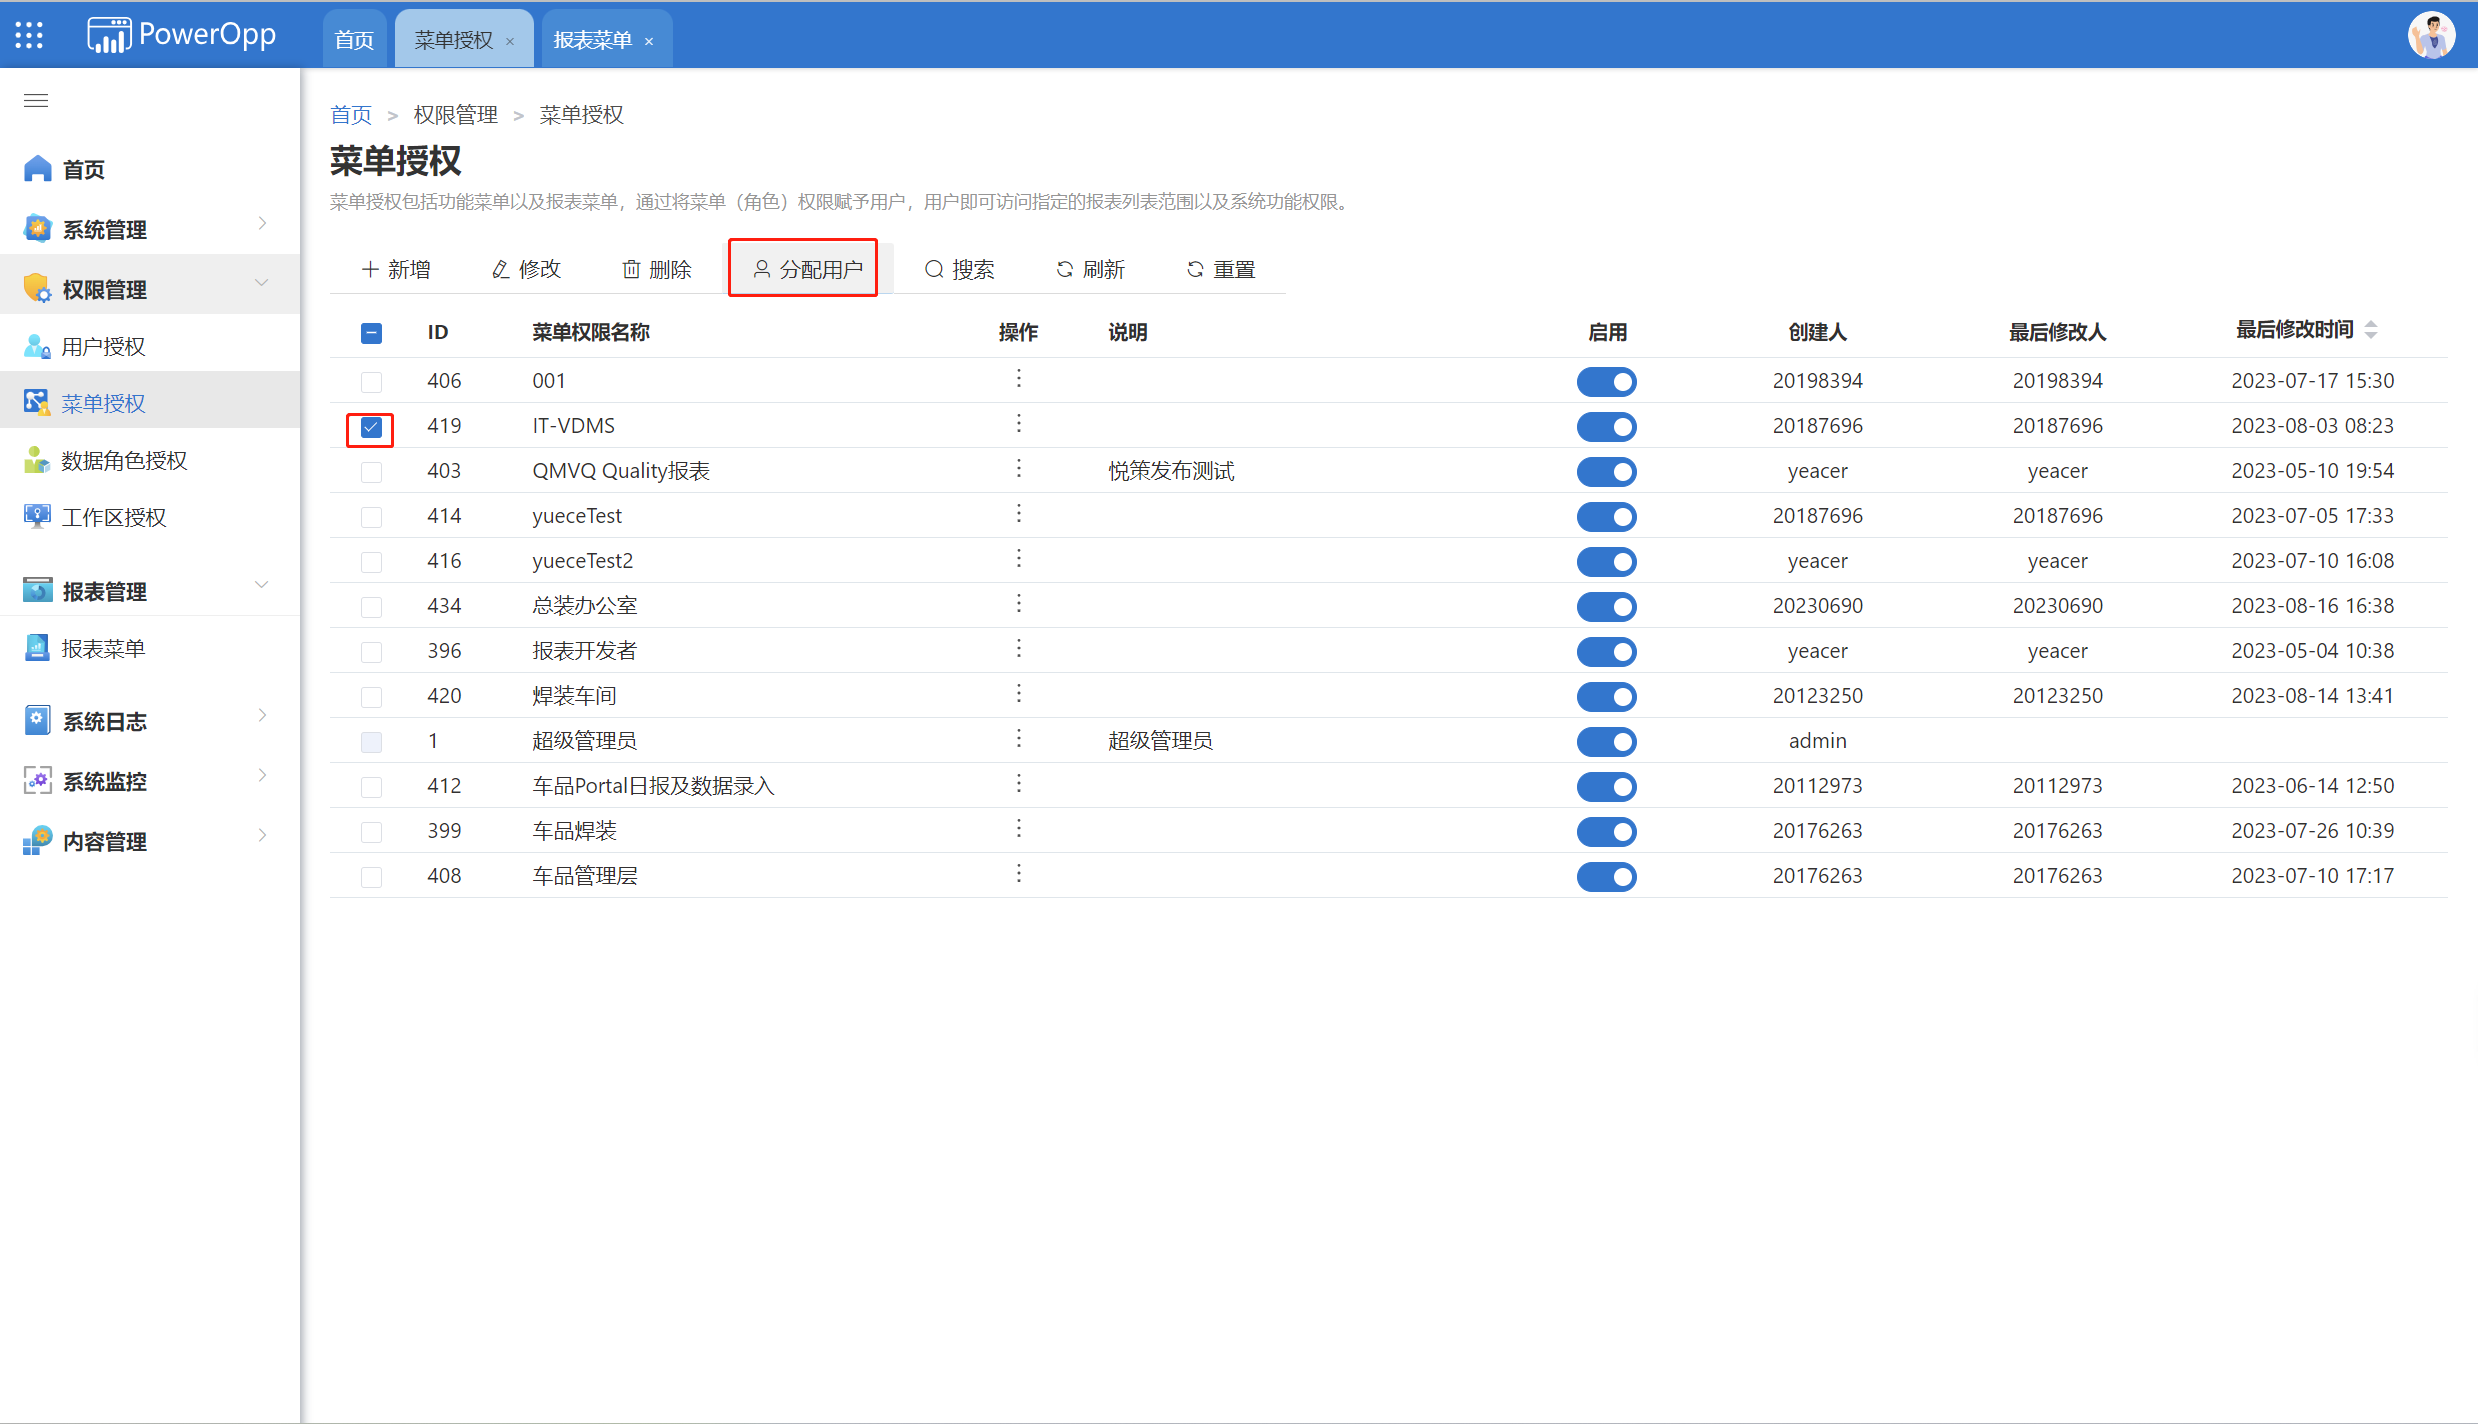 PowerOpp 首页 菜单授权 × 报表菜单 ×
首页
系统管理
权限管理
用户授权
菜单授权
数据角色授权
工作区授权
报表管理
报表菜单
系统日志
系统监控
内容管理
首页 > 权限管理 > 菜单授权
菜单授权
菜单授权包括功能菜单以及报表菜单，通过将菜单（角色）权限赋予用户，用户即可访问指定的报表列表范围以及系统功能权限。
新增 修改 删除 分配用户 搜索 刷新 重置
ID 菜单权限名称 操作 说明 启用 创建人 最后修改人 最后修改时间
406 001 20198394 20198394 2023-07-17 15:30
419 IT-VDMS 20187696 20187696 2023-08-03 08:23
403 QMVQ Quality报表 悦策发布测试 yeacer yeacer 2023-05-10 19:54
414 yueceTest 20187696 20187696 2023-07-05 17:33
416 yueceTest2 yeacer yeacer 2023-07-10 16:08
434 总装办公室 20230690 20230690 2023-08-16 16:38
396 报表开发者 yeacer yeacer 2023-05-04 10:38
420 焊装车间 20123250 20123250 2023-08-14 13:41
1 超级管理员 超级管理员 admin
412 车品Portal日报及数据录入 20112973 20112973 2023-06-14 12:50
399 车品焊装 20176263 20176263 2023-07-26 10:39
408 车品管理层 20176263 20176263 2023-07-10 17:17